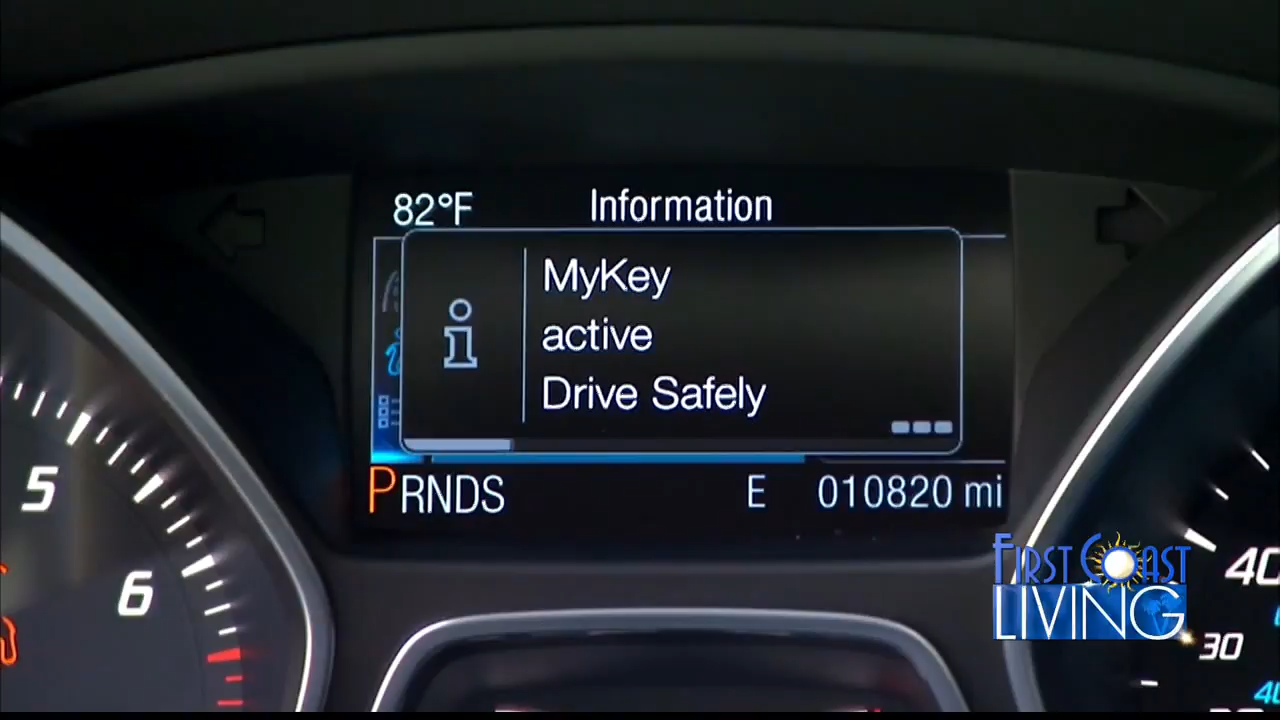 82°F Information
MyKey
active
Drive Safely
PRNDS E 010820 mi
5
6
40
30
FIRST COAST
LIVING